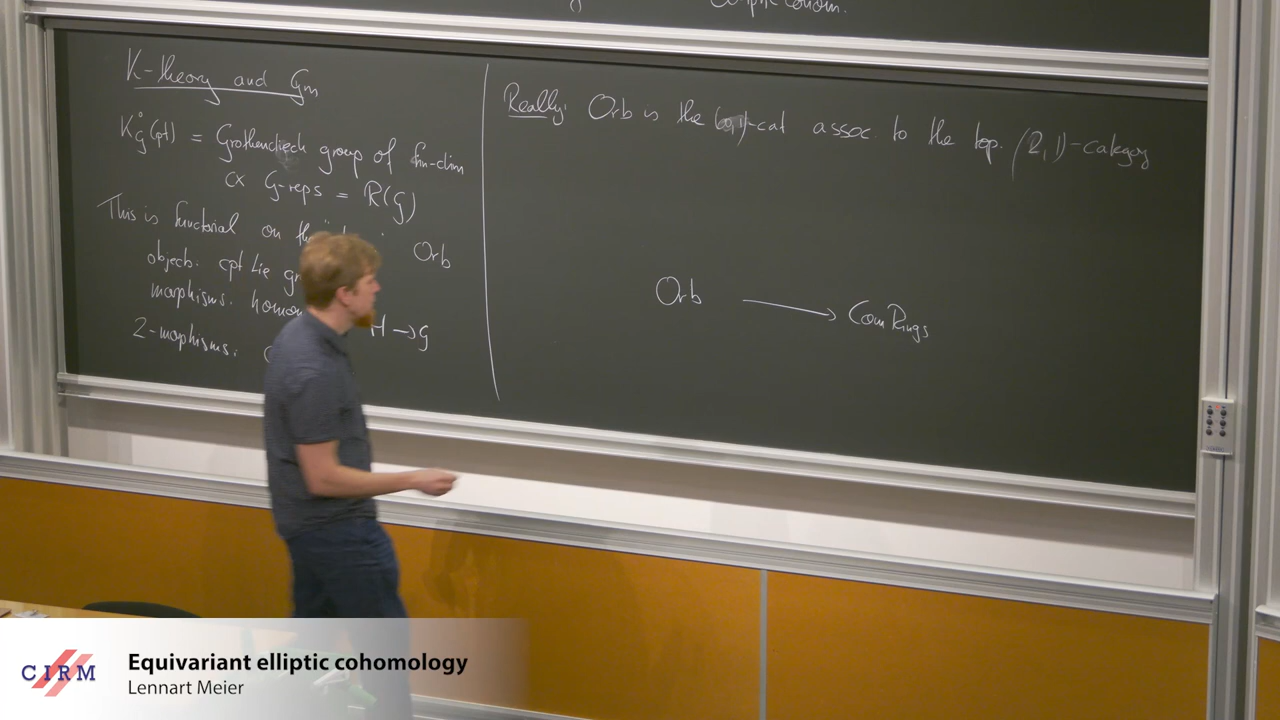 K-theory and Gm
K°G(pt) = Grothendieck group of fin-dim
cx G-reps = R(G)
This is functorial on the Orb
object: cpt Lie gr
morphisms: homom H → G
2-morphisms:
Really: Orb is the (∞,1)-cat assoc. to the top. (2,1)-category
Orb → ComRings
CIRM
Equivariant elliptic cohomology
Lennart Meier